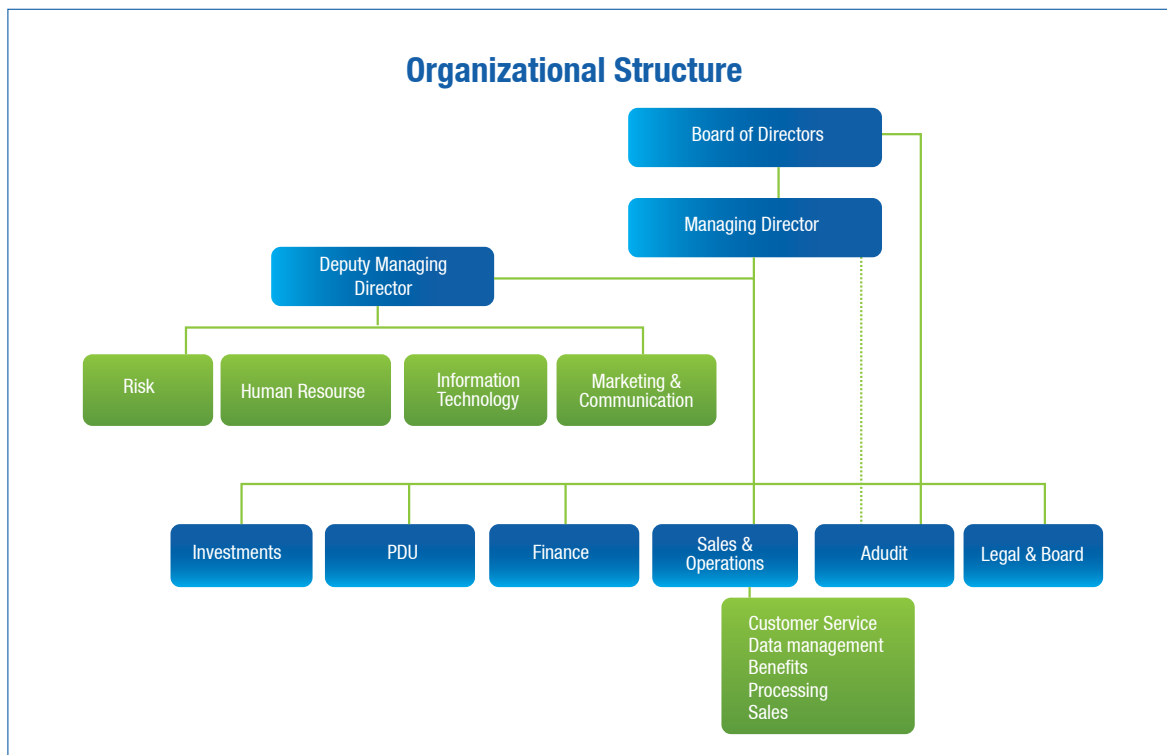 Organizational Structure
Board of Directors
Managing Director
Deputy Managing
Director
Risk
Human Resourse
Information
Technology
Marketing &
Communication
Investments
PDU
Finance
Sales &
Operations
Adudit
Legal & Board
Customer Service
Data management
Benefits
Processing
Sales